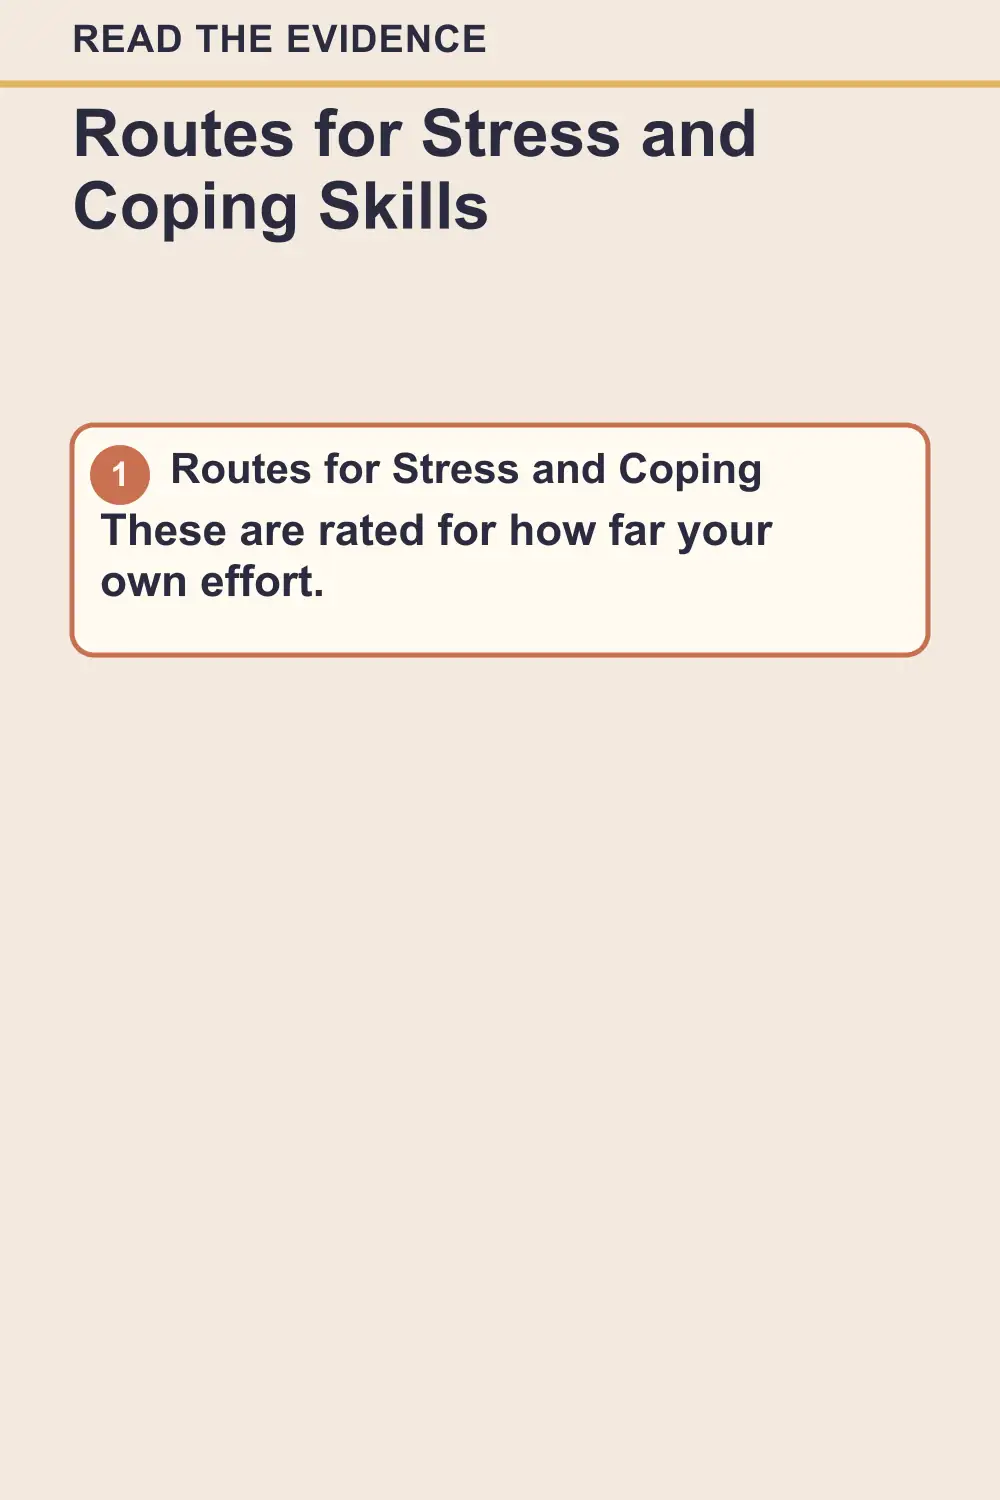 READ THE EVIDENCE
Routes for Stress and
Coping Skills
1 Routes for Stress and Coping
These are rated for how far your
own effort.